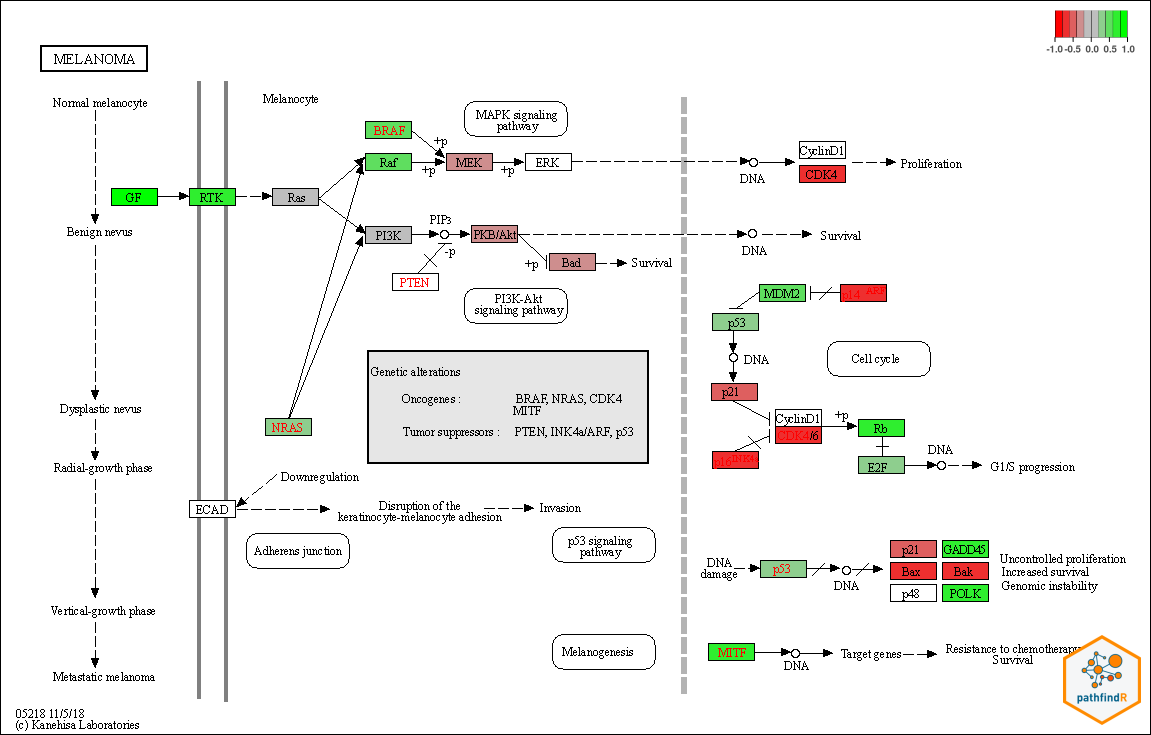 MELANOMA
-1.0 -0.5 0.0 0.5 1.0
Normal melanocyte
Melanocyte
MAPK signaling
pathway
BRAF
+p
Raf
+p
MEK
+p
ERK
DNA
CyclinD1
CDK4
Proliferation
GF
RTK
Ras
Benign nevus
PI3K
PIP3
-p
PTEN
PKB/Akt
+p
Bad
Survival
DNA
Survival
PI3K-Akt
signaling pathway
MDM2
p14 ARF
p53
DNA
Cell cycle
p21
CyclinD1
CDK4/6
+p
Rb
p16INK4a
E2F
DNA
G1/S progression
Genetic alterations
Oncogenes : BRAF, NRAS, CDK4
MITF
Tumor suppressors : PTEN, INK4a/ARF, p53
NRAS
Dysplastic nevus
Radial-growth phase
Downregulation
ECAD
Disruption of the
keratinocyte-melanocyte adhesion
Invasion
Adherens junction
p53 signaling
pathway
DNA
damage
p53
DNA
p21
GADD45
Bax
Bak
p48
POLK
Uncontrolled proliferation
Increased survival
Genomic instability
Vertical-growth phase
Melanogenesis
MITF
DNA
Target genes
Resistance to chemotherapy
Survival
Metastatic melanoma
pathfindR
05218 11/5/18
(c) Kanehisa Laboratories